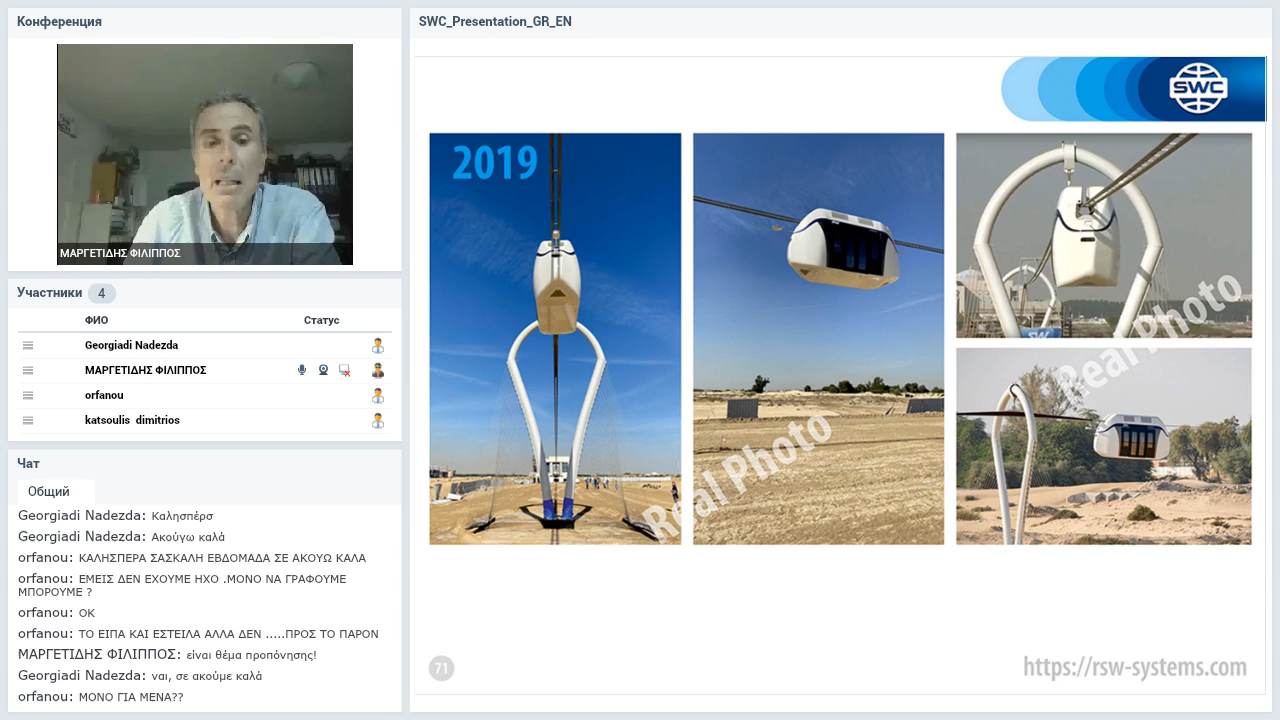 Конференция
ΜΑΡΓΕΤΙΔΗΣ ΦΙΛΙΠΠΟΣ
Участники 4
ФИО Статус
Georgiadi Nadezda
ΜΑΡΓΕΤΙΔΗΣ ΦΙΛΙΠΠΟΣ
orfanou
katsoulis dimitrios
Чат
Общий
Georgiadi Nadezda: Καλησπέρσ
Georgiadi Nadezda: Ακούγω καλά
orfanou: ΚΑΛΗΣΠΕΡΑ ΣΑΣΚΑΛΗ ΕΒΔΟΜΑΔΑ ΣΕ ΑΚΟΥΩ ΚΑΛΑ
orfanou: ΕΜΕΙΣ ΔΕΝ ΕΧΟΥΜΕ ΗΧΟ .ΜΟΝΟ ΝΑ ΓΡΑΦΟΥΜΕ
ΜΠΟΡΟΥΜΕ ?
orfanou: ΟΚ
orfanou: ΤΟ ΕΙΠΑ ΚΑΙ ΕΣΤΕΙΛΑ ΑΛΛΑ ΔΕΝ .....ΠΡΟΣ ΤΟ ΠΑΡΟΝ
ΜΑΡΓΕΤΙΔΗΣ ΦΙΛΙΠΠΟΣ: είναι θέμα προπόνησης!
Georgiadi Nadezda: ναι, σε ακούμε καλά
orfanou: ΜΟΝΟ ΓΙΑ ΜΕΝΑ??
SWC_Presentation_GR_EN
SWC
2019
Real Photo
Real Photo
SWC
71
https://rsw-systems.com